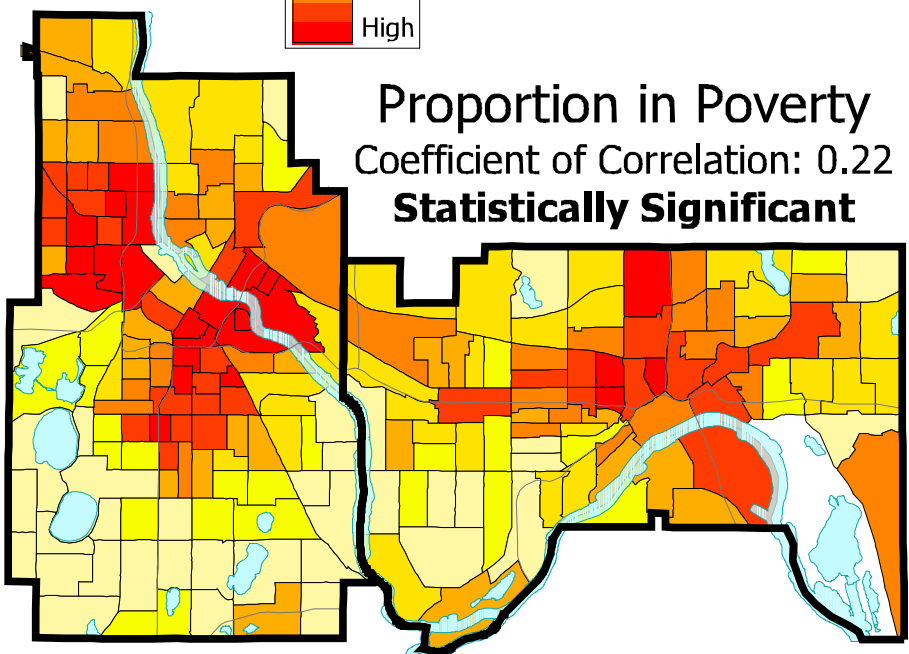 High
Proportion in Poverty
Coefficient of Correlation: 0.22
Statistically Significant